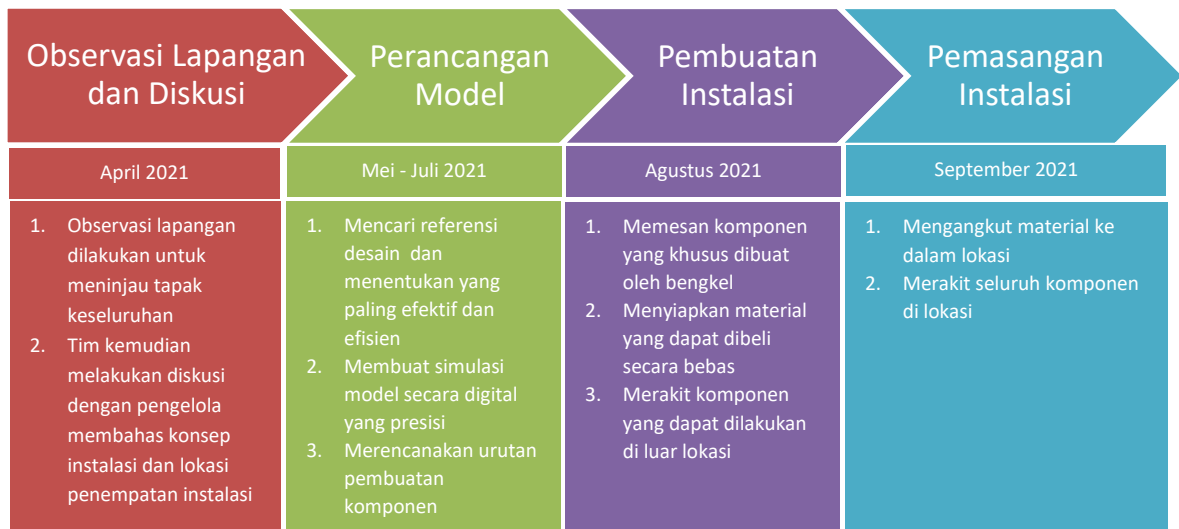 Observasi Lapangan
dan Diskusi
April 2021
1. Observasi lapangan
dilakukan untuk
meninjau tapak
keseluruhan
2. Tim kemudian
melakukan diskusi
dengan pengelola
membahas konsep
instalasi dan lokasi
penempatan instalasi
Perancangan
Model
Mei - Juli 2021
1. Mencari referensi
desain dan
menentukan yang
paling efektif dan
efisien
2. Membuat simulasi
model secara digital
yang presisi
3. Merencanakan urutan
pembuatan
komponen
Pembuatan
Instalasi
Agustus 2021
1. Memesan komponen
yang khusus dibuat
oleh bengkel
2. Menyiapkan material
yang dapat dibeli
secara bebas
3. Merakit komponen
yang dapat dilakukan
di luar lokasi
Pemasangan
Instalasi
September 2021
1. Mengangkut material ke
dalam lokasi
2. Merakit seluruh komponen
di lokasi